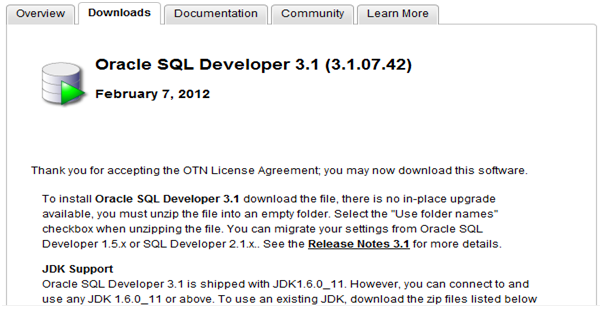 Overview Downloads Documentation Community Learn More
Oracle SQL Developer 3.1 (3.1.07.42)
February 7, 2012
Thank you for accepting the OTN License Agreement; you may now download this software.
To install Oracle SQL Developer 3.1 download the file, there is no in-place upgrade
available, you must unzip the file into an empty folder. Select the "Use folder names"
checkbox when unzipping the file. You can migrate your settings from Oracle SQL
Developer 1.5.x or SQL Developer 2.1.x.. See the Release Notes 3.1 for more details.
JDK Support
Oracle SQL Developer 3.1 is shipped with JDK1.6.0_11. However, you can connect to and
use any JDK 1.6.0_11 or above. To use an existing JDK, download the zip files listed below